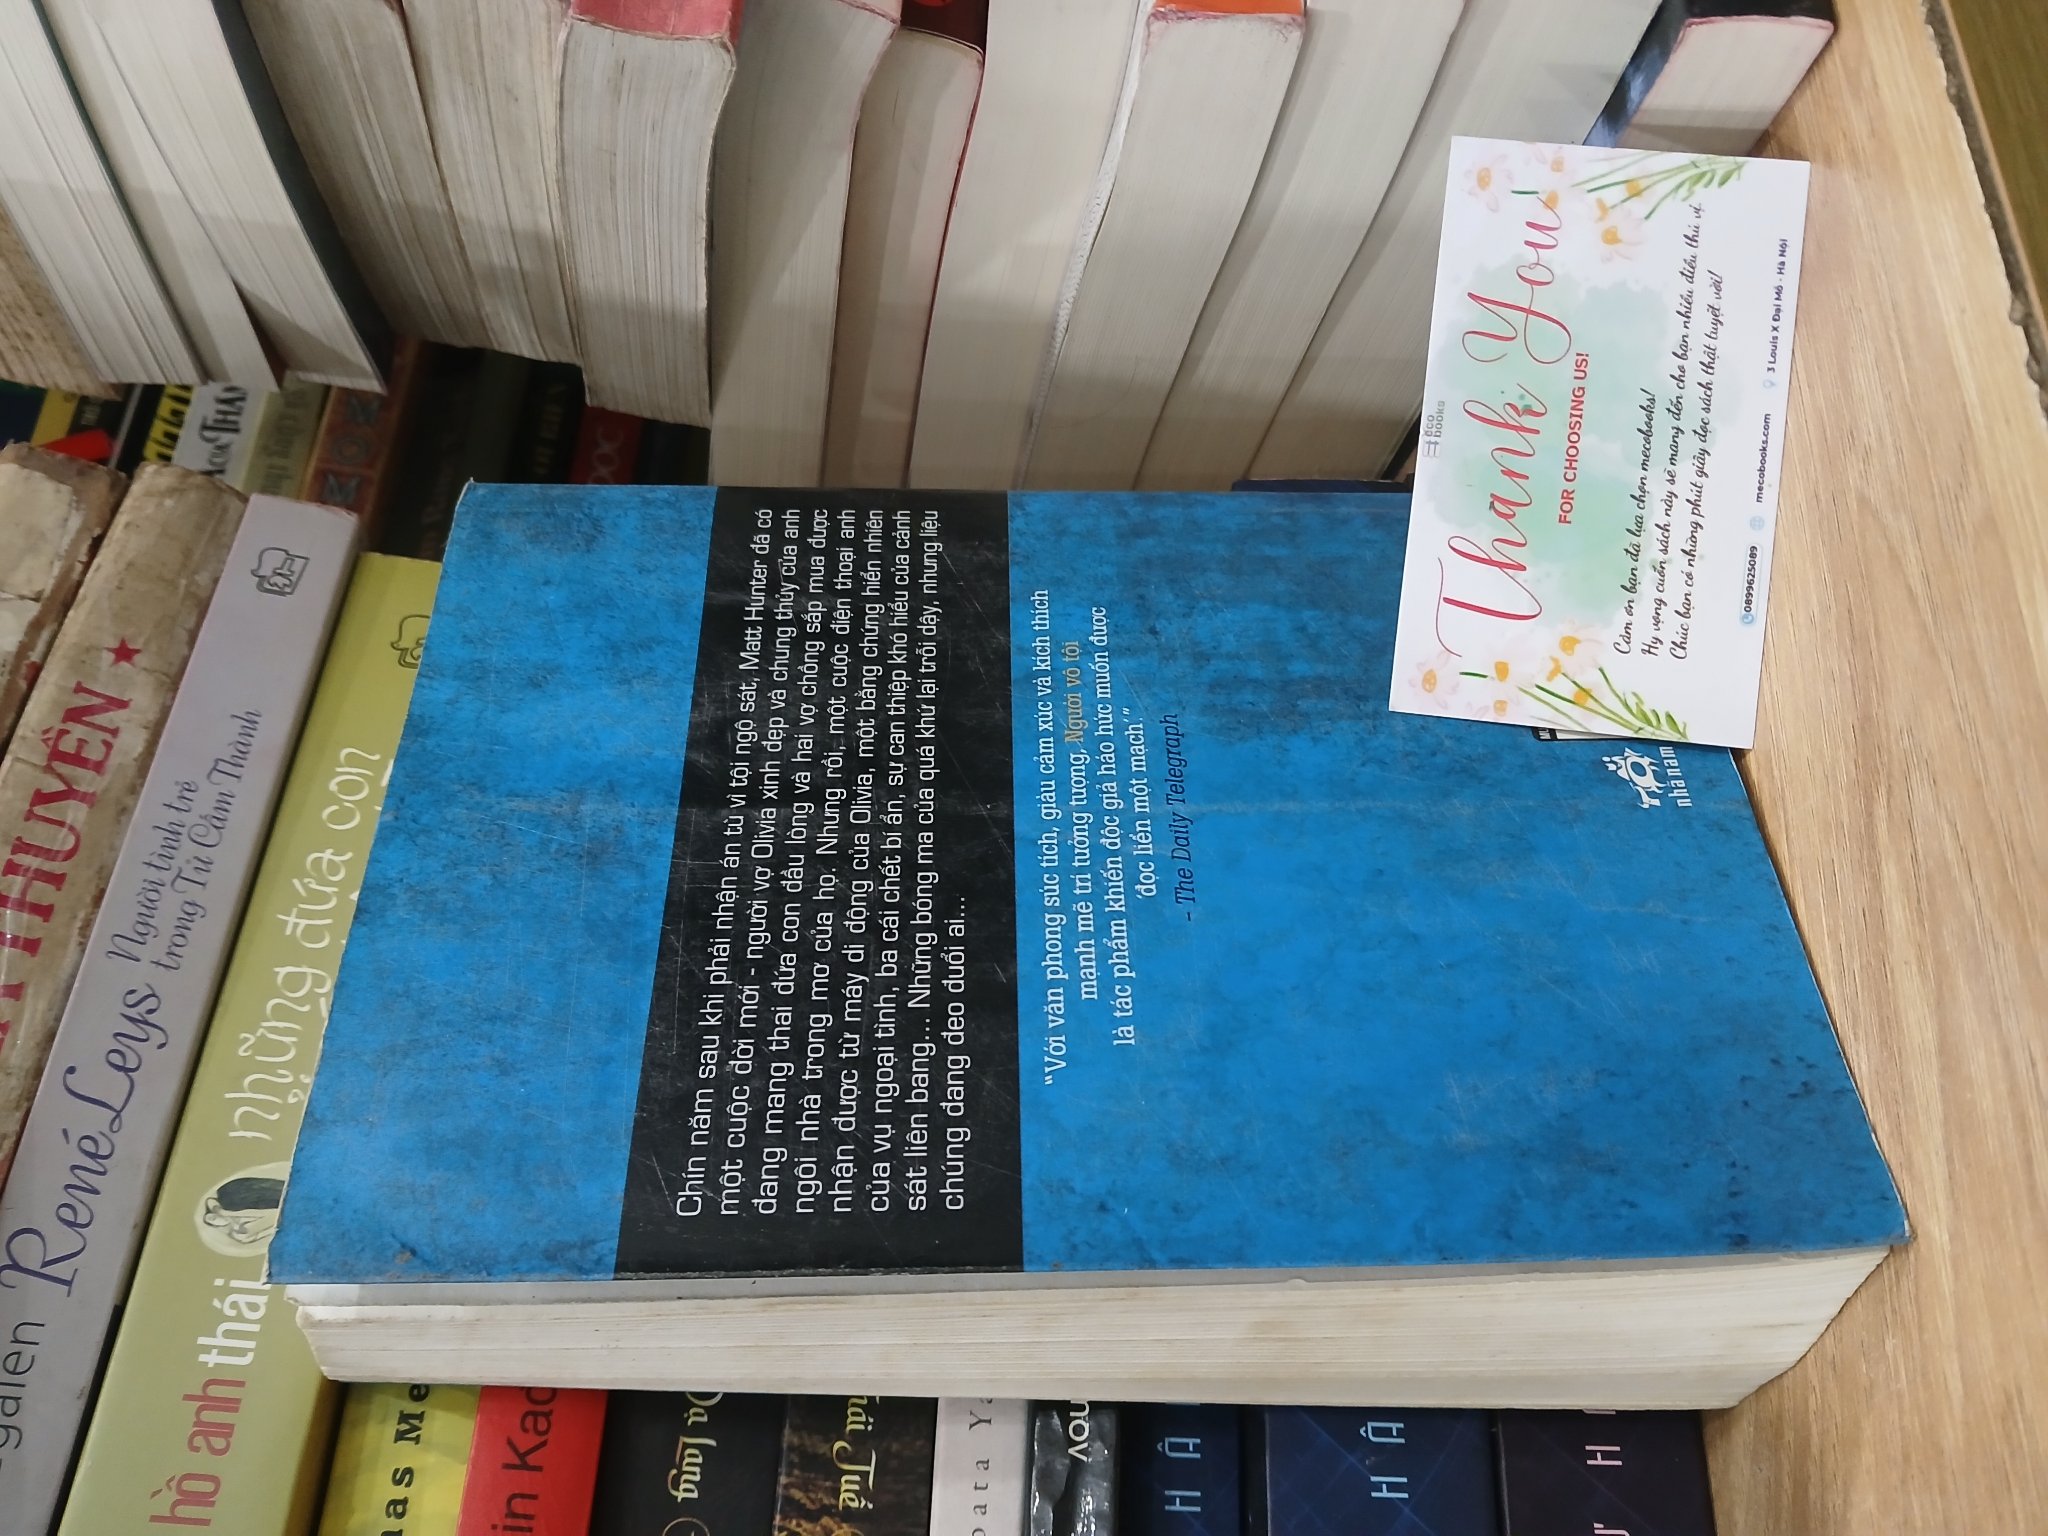 Chín năm sau khi phải nhận án tù vì tội ngộ sát, Matt Hunter đã có
một cuộc đời mới - người vợ Olivia xinh đẹp và chung thủy của anh
đang mang thai đứa con đầu lòng và hai vợ chồng sắp mua được
ngôi nhà trong mơ của họ. Nhưng rồi, một cuộc điện thoại anh
nhận được từ máy di động của Olivia, một bằng chứng hiển nhiên
của vụ ngoại tình, ba cái chết bí ẩn, sự can thiệp khó hiểu của cảnh
sát liên bang... Những bóng ma của quá khứ lại trỗi dậy, nhưng liệu
chúng đang đeo đuổi ai...
"Với văn phong súc tích, giàu cảm xúc và kích thích
mạnh mẽ trí tưởng tượng, Người vô tội
là tác phẩm khiến độc giả háo hức muốn được
'đọc liền một mạch'."
- The Daily Telegraph
nhã nam
books
Thank You
FOR CHOOSING US!
Cảm ơn bạn đã lựa chọn mecobooks!
Hy vọng cuốn sách này sẽ mang đến cho bạn nhiều điều thú vị.
Chúc bạn có những phút giây đọc sách thật tuyệt vời!
0899625089 mecobooks.com 3 Louis X Đại Mỗ - Hà Nội
THUYỀN
René Leys Người tình trẻ
trong Tử Cấm Thành
hồ anh thái những đứa con
in Kao
Lang
Tuế
oata Ya
H Â
H Â